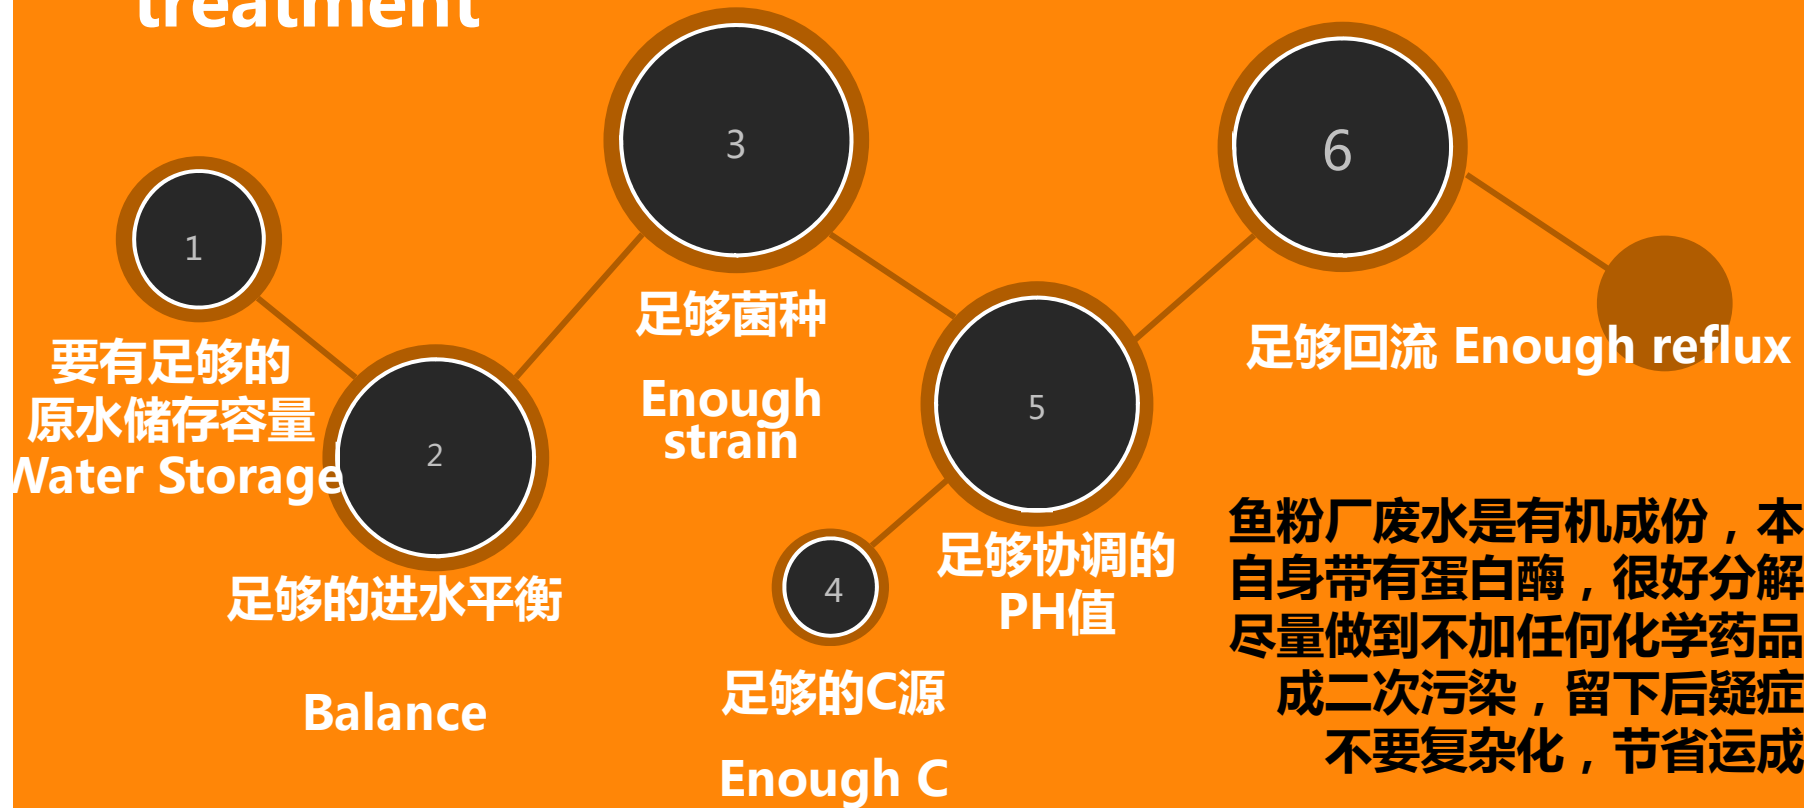 treatment
1
要有足够的
原水储存容量
Water Storage
2
足够的进水平衡
Balance
3
足够菌种
Enough
strain
4
足够的C源
Enough C
5
足够协调的
PH值
6
足够回流 Enough reflux
鱼粉厂废水是有机成份，本
自身带有蛋白酶，很好分解
尽量做到不加任何化学药品
成二次污染，留下后疑症
不要复杂化，节省运成